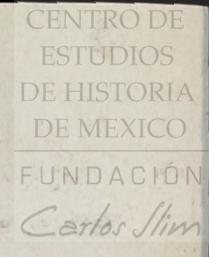 CENTRO DE
ESTUDIOS
DE HISTORIA
DE MEXICO
FUNDACIÓN
Carlos Slim